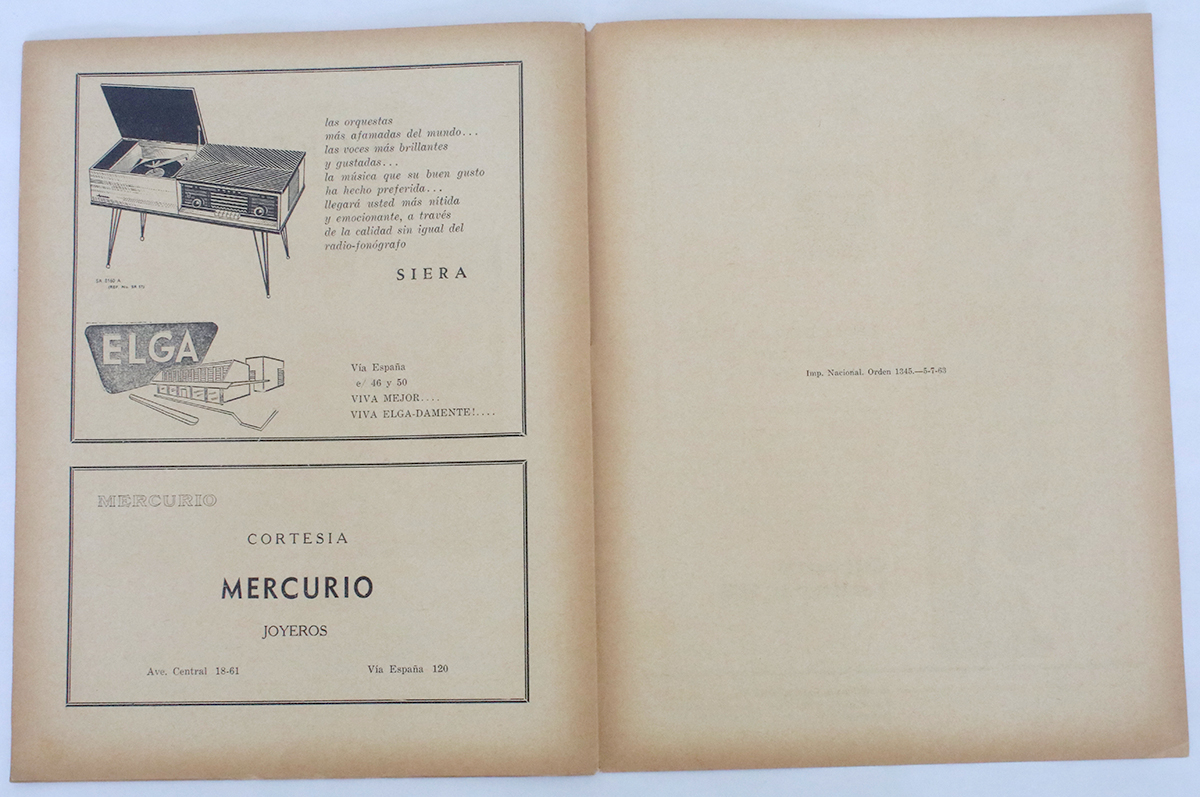 las orquestas
más afamadas del mundo...
las voces más brillantes
y gustadas...
la música que su buen gusto
ha hecho preferida...
llegará usted más nítida
y emocionante, a través
de la calidad sin igual del
radio-fonógrafo
SIERA
ELGA
Vía España
e/ 46 y 50
VIVA MEJOR....
VIVA ELGA-DAMENTE!....
MERCURIO
CORTESIA
MERCURIO
JOYEROS
Ave. Central 18-61
Vía España 120
Imp. Nacional. Orden 1345.—5-7-63